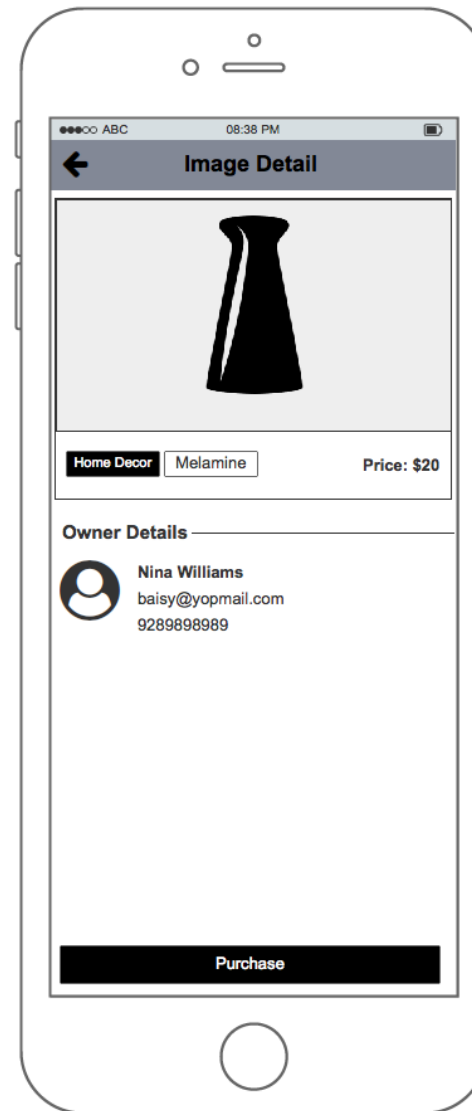 ABC 08:38 PM
Image Detail
Home Decor Melamine Price: $20
Owner Details
Nina Williams
baisy@yopmail.com
9289898989
Purchase